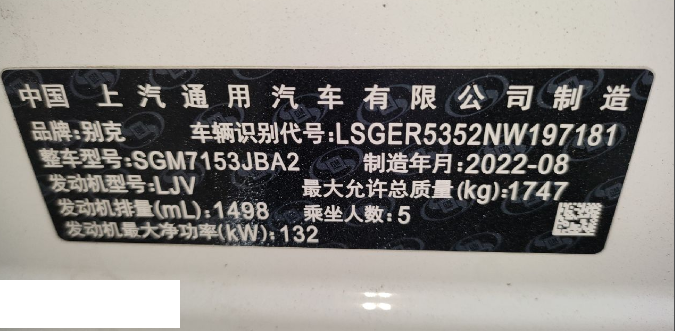 中国 上汽通用汽车有限公司制造
品牌:别克 车辆识别代号:LSGER5352NW197181
整车型号:SGM7153JBA2 制造年月:2022-08
发动机型号:LJV 最大允许总质量(kg):1747
发动机排量(mL):1498 乘坐人数:5
发动机最大净功率(kW):132